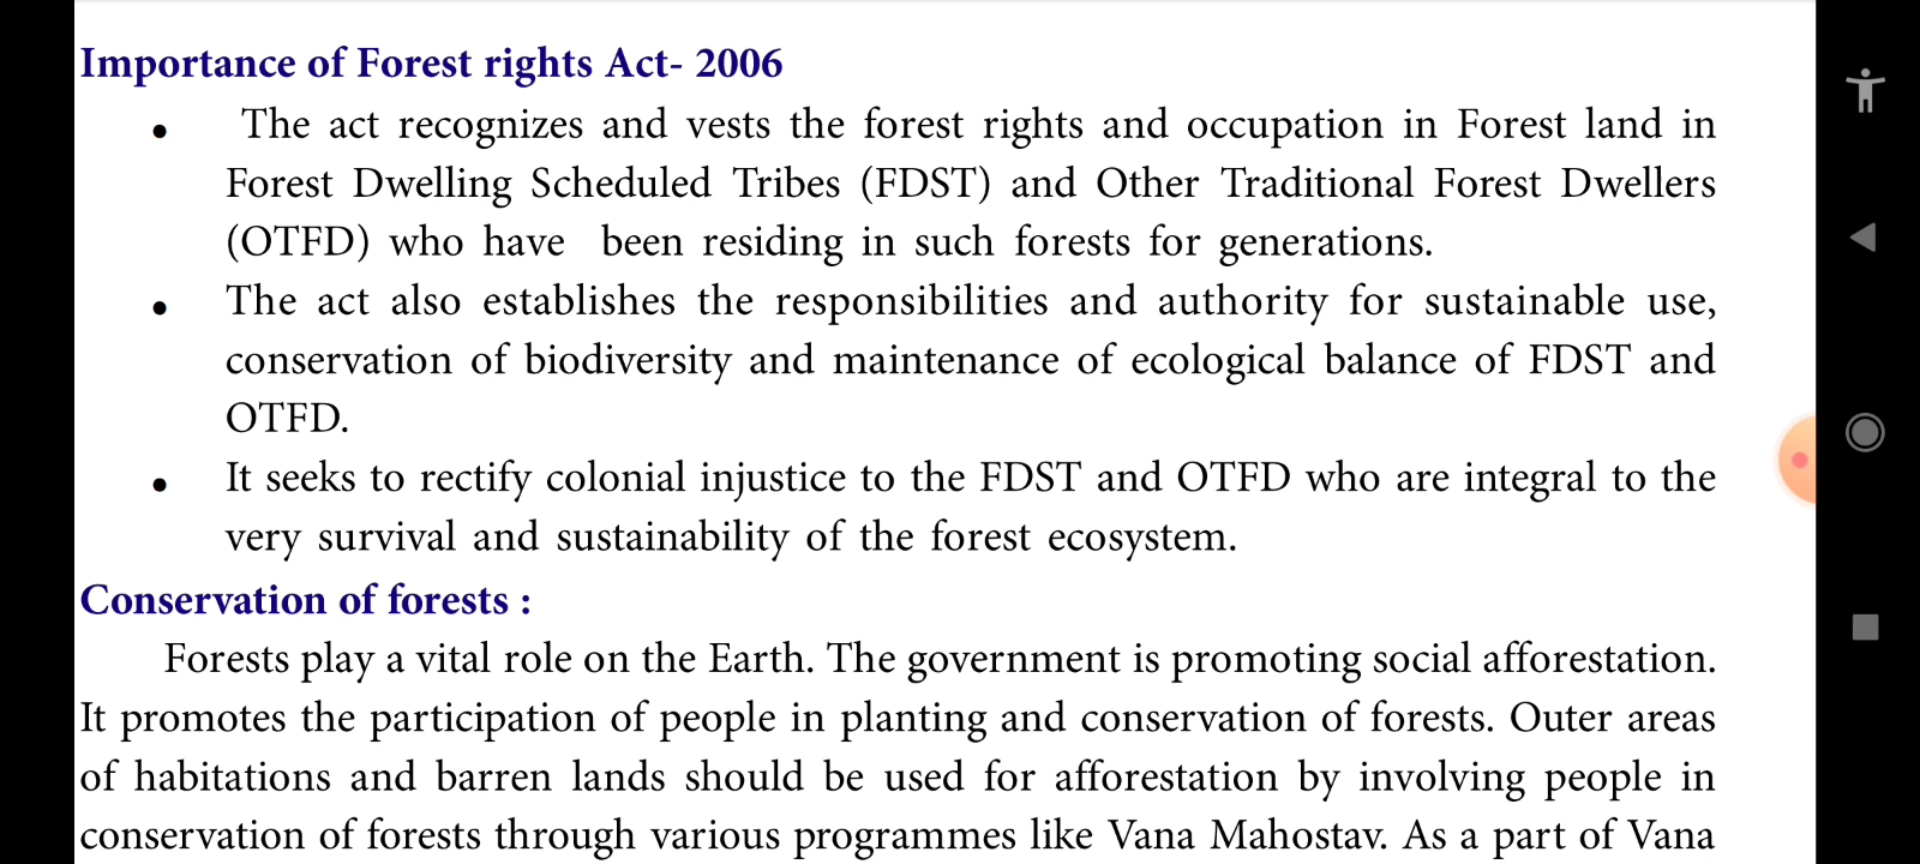 Importance of Forest rights Act- 2006
• The act recognizes and vests the forest rights and occupation in Forest land in
Forest Dwelling Scheduled Tribes (FDST) and Other Traditional Forest Dwellers
(OTFD) who have been residing in such forests for generations.
• The act also establishes the responsibilities and authority for sustainable use,
conservation of biodiversity and maintenance of ecological balance of FDST and
OTFD.
• It seeks to rectify colonial injustice to the FDST and OTFD who are integral to the
very survival and sustainability of the forest ecosystem.
Conservation of forests :
Forests play a vital role on the Earth. The government is promoting social afforestation.
It promotes the participation of people in planting and conservation of forests. Outer areas
of habitations and barren lands should be used for afforestation by involving people in
conservation of forests through various programmes like Vana Mahostav. As a part of Vana